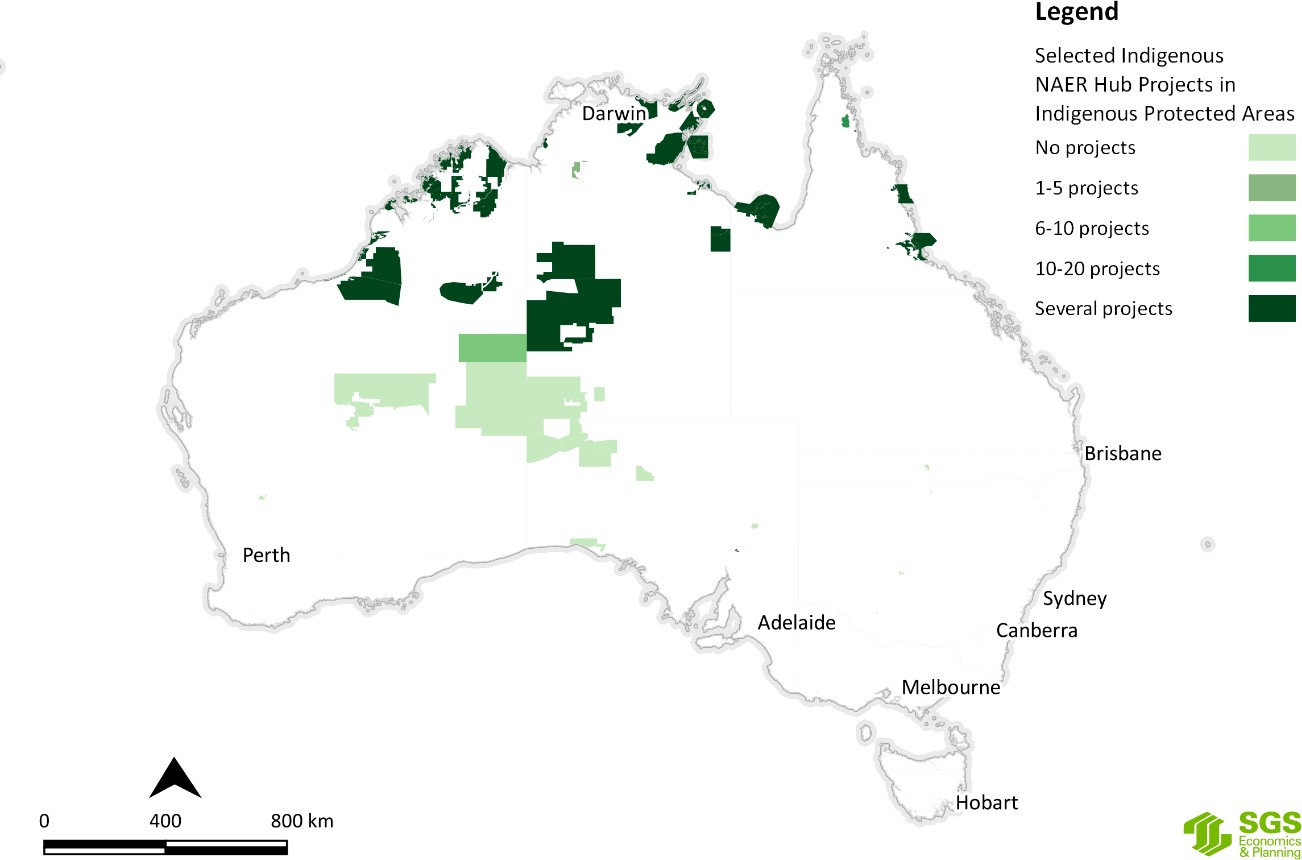 Legend
Selected Indigenous
NAER Hub Projects in
Indigenous Protected Areas
No projects
1-5 projects
6-10 projects
10-20 projects
Several projects
Darwin
Brisbane
Perth
Sydney
Adelaide
Canberra
Melbourne
Hobart
0 400 800 km
SGS
Economics
& Planning